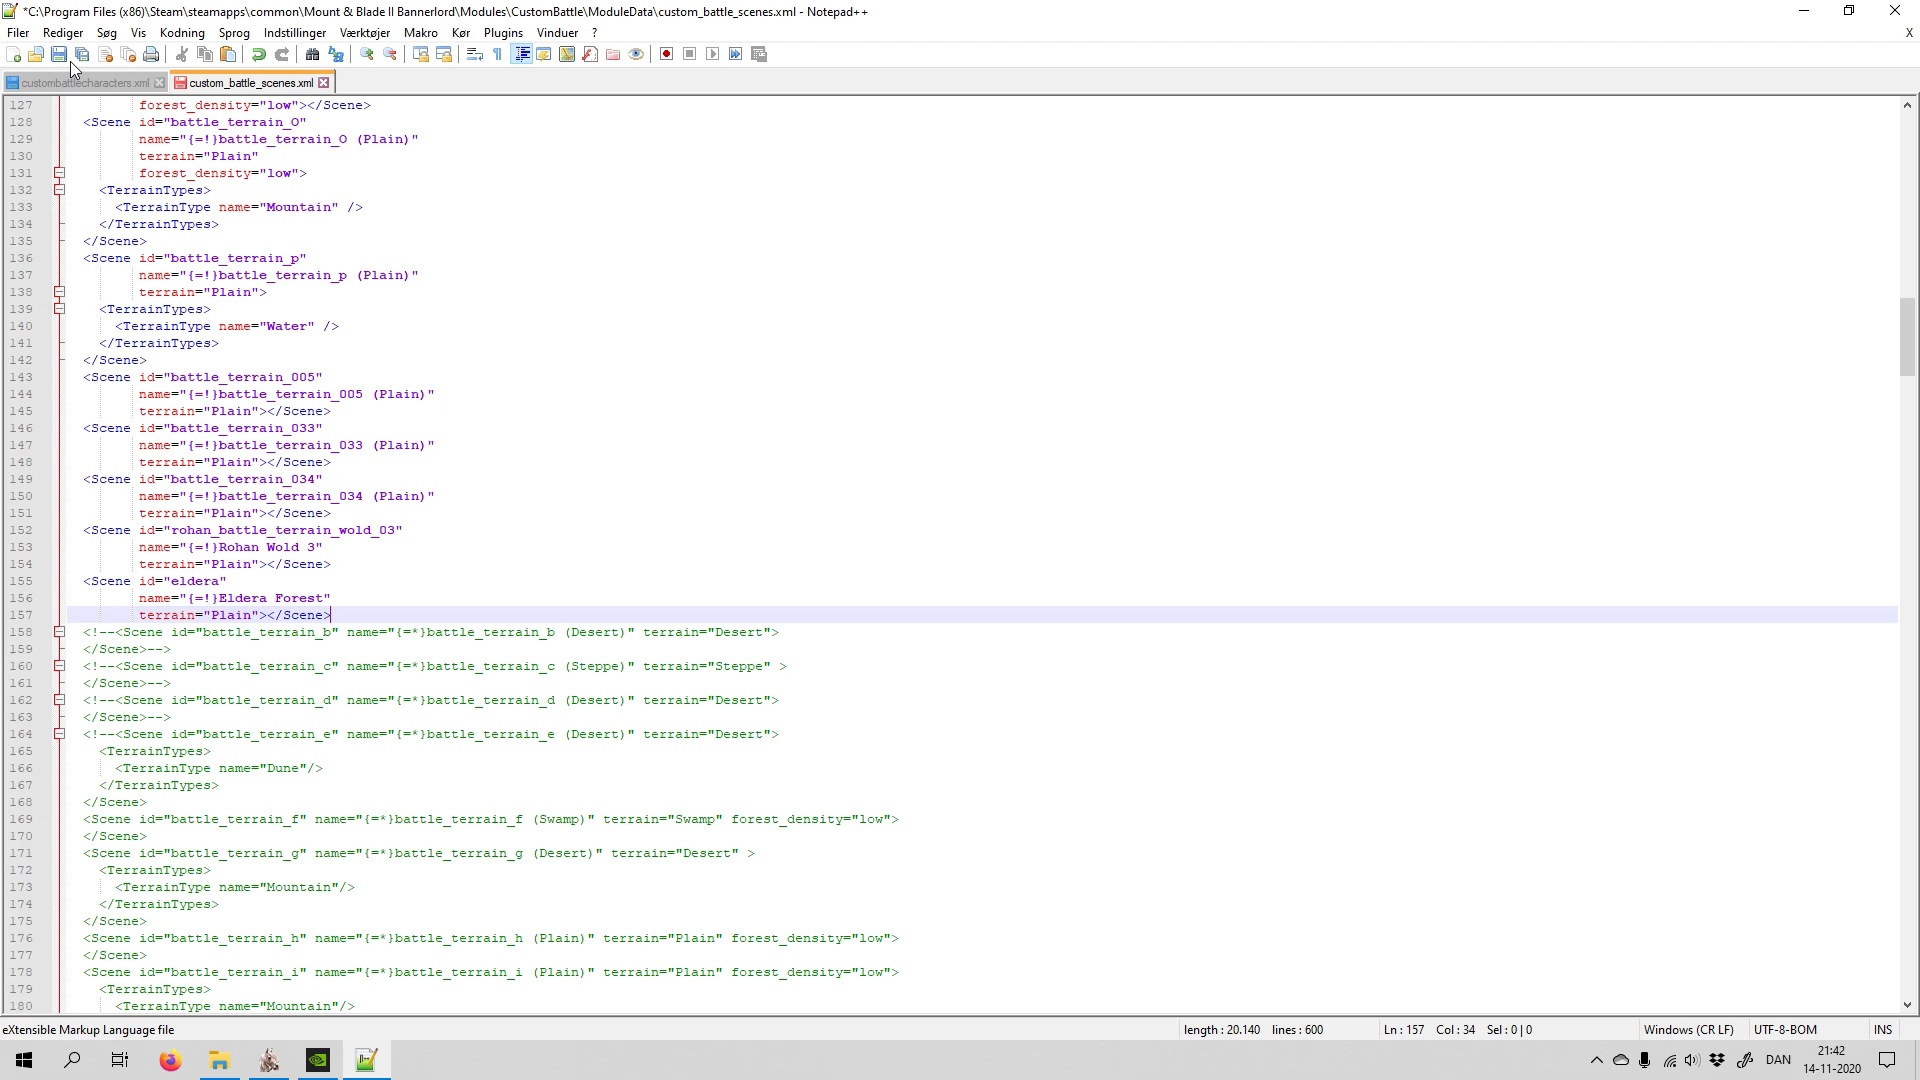 *C:\Program Files (x86)\Steam\steamapps\common\Mount & Blade II Bannerlord\Modules\CustomBattle\ModuleData\custom_battle_scenes.xml - Notepad++
Filer Rediger Søg Vis Kodning Sprog Indstillinger Værktøjer Makro Kør Plugins Vinduer ? X
custombattlecharacters.xml custom_battle_scenes.xml
127 forest_density="low"></Scene>
128 <Scene id="battle_terrain_O"
129 name="{=!}battle_terrain_O (Plain)"
130 terrain="Plain"
131 forest_density="low">
132 <TerrainTypes>
133 <TerrainType name="Mountain" />
134 </TerrainTypes>
135 </Scene>
136 <Scene id="battle_terrain_p"
137 name="{=!}battle_terrain_p (Plain)"
138 terrain="Plain">
139 <TerrainTypes>
140 <TerrainType name="Water" />
141 </TerrainTypes>
142 </Scene>
143 <Scene id="battle_terrain_005"
144 name="{=!}battle_terrain_005 (Plain)"
145 terrain="Plain"></Scene>
146 <Scene id="battle_terrain_033"
147 name="{=!}battle_terrain_033 (Plain)"
148 terrain="Plain"></Scene>
149 <Scene id="battle_terrain_034"
150 name="{=!}battle_terrain_034 (Plain)"
151 terrain="Plain"></Scene>
152 <Scene id="rohan_battle_terrain_wold_03"
153 name="{=!}Rohan Wold 3"
154 terrain="Plain"></Scene>
155 <Scene id="eldera"
156 name="{=!}Eldera Forest"
157 terrain="Plain"></Scene>
158 <!--<Scene id="battle_terrain_b" name="{=*}battle_terrain_b (Desert)" terrain="Desert">
159 </Scene>-->
160 <!--<Scene id="battle_terrain_c" name="{=*}battle_terrain_c (Steppe)" terrain="Steppe" >
161 </Scene>-->
162 <!--<Scene id="battle_terrain_d" name="{=*}battle_terrain_d (Desert)" terrain="Desert">
163 </Scene>-->
164 <!--<Scene id="battle_terrain_e" name="{=*}battle_terrain_e (Desert)" terrain="Desert">
165 <TerrainTypes>
166 <TerrainType name="Dune"/>
167 </TerrainTypes>
168 </Scene>
169 <Scene id="battle_terrain_f" name="{=*}battle_terrain_f (Swamp)" terrain="Swamp" forest_density="low">
170 </Scene>
171 <Scene id="battle_terrain_g" name="{=*}battle_terrain_g (Desert)" terrain="Desert" >
172 <TerrainTypes>
173 <TerrainType name="Mountain"/>
174 </TerrainTypes>
175 </Scene>
176 <Scene id="battle_terrain_h" name="{=*}battle_terrain_h (Plain)" terrain="Plain" forest_density="low">
177 </Scene>
178 <Scene id="battle_terrain_i" name="{=*}battle_terrain_i (Plain)" terrain="Plain" forest_density="low">
179 <TerrainTypes>
180 <TerrainType name="Mountain"/>
eXtensible Markup Language file length : 20.140 lines : 600 Ln : 157 Col : 34 Sel : 0 | 0 Windows (CR LF) UTF-8-BOM INS
DAN 21:42
14-11-2020